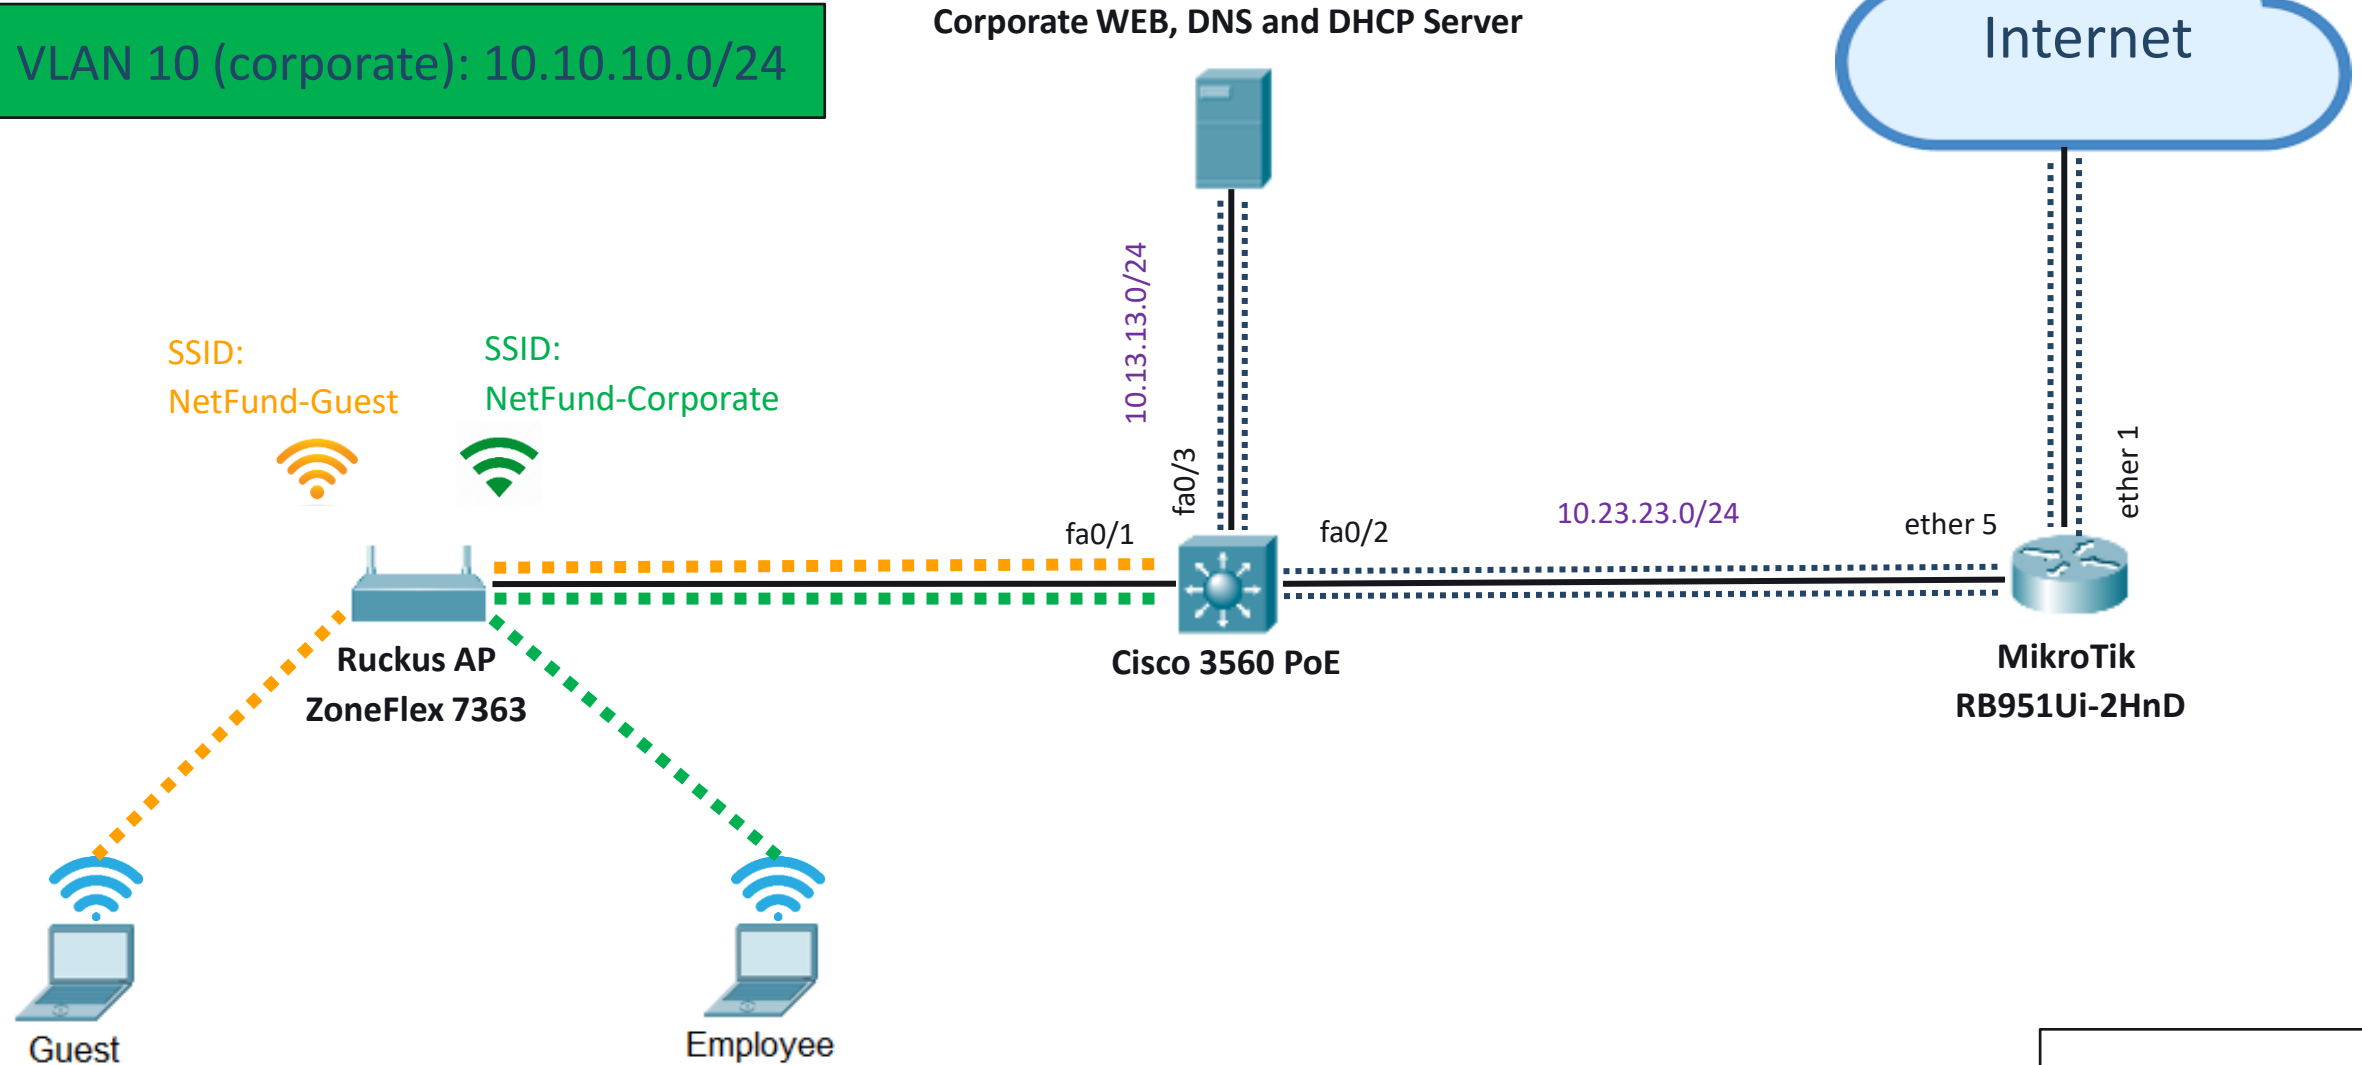 Corporate WEB, DNS and DHCP Server
Internet
VLAN 10 (corporate): 10.10.10.0/24
10.13.13.0/24
SSID:
NetFund-Guest
SSID:
NetFund-Corporate
fa0/3
ether 1
fa0/1
fa0/2
10.23.23.0/24
ether 5
Ruckus AP
ZoneFlex 7363
Cisco 3560 PoE
MikroTik
RB951Ui-2HnD
Guest
Employee